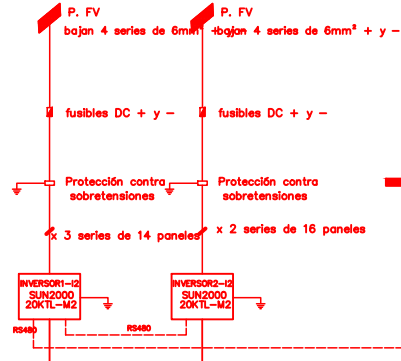 P. FV
bajan 4 series de 6mm² + y -
P. FV
bajan 4 series de 6mm² + y -
fusibles DC + y -
fusibles DC + y -
Protección contra
sobretensiones
Protección contra
sobretensiones
x 3 series de 14 paneles
x 2 series de 16 paneles
INVERSOR1-I2
SUN2000
20KTL-M2
INVERSOR2-I2
SUN2000
20KTL-M2
RS480
RS480